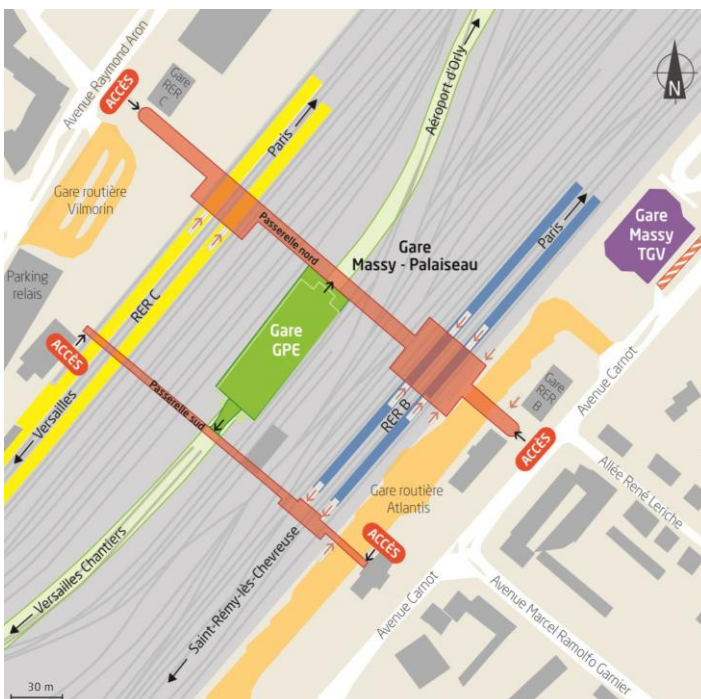 Avenue Raymond Aron
ACCÈS
Gare
RER
C
Paris
Aéroport d'Orly
N
Gare routière
Vilmorin
Passerelle nord
Gare
Massy - Palaiseau
Paris
Gare
Massy
TGV
Parking
relais
RER C
Gare
GPE
ACCÈS
Versailles
Passerelle sud
RER B
Gare
RER
B
Avenue Carnot
ACCÈS
Allée René Leriche
Gare routière
Atlantis
ACCÈS
Versailles Chantiers
Saint-Rémy-lès-Chevreuse
Avenue Carnot
Avenue Marcel Ramolfo Garnier
30 m